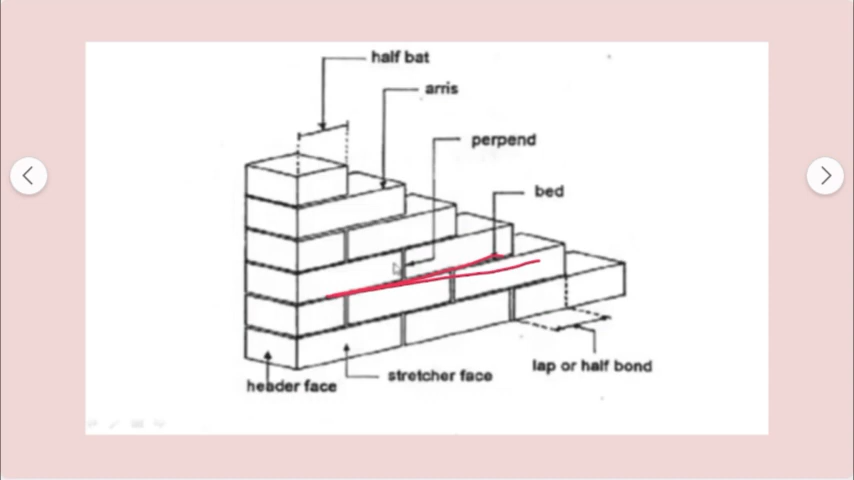 half bat
arris
perpend
bed
lap or half bond
stretcher face
header face